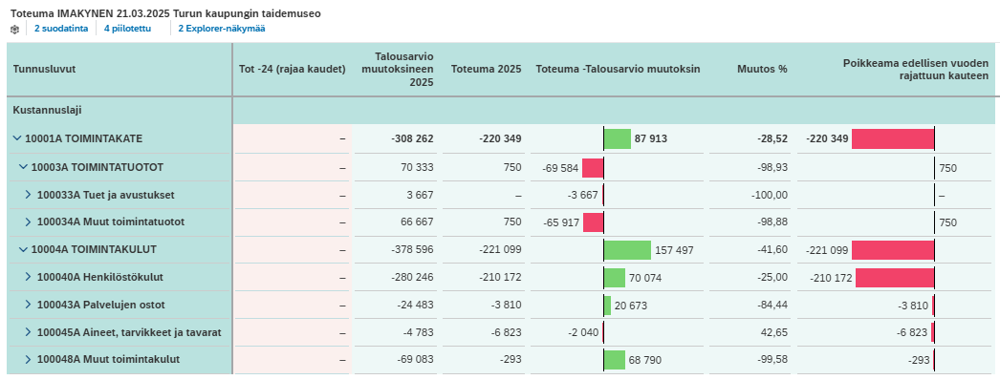 Toteuma IMAKYNEN 21.03.2025 Turun kaupungin taidemuseo
2 suodatinta 4 piilotettu 2 Explorer-näkymää
Tunnusluvut Tot -24 (rajaa kaudet) Talousarvio muutoksineen 2025 Toteuma 2025 Toteuma -Talousarvio muutoksin Muutos % Poikkeama edellisen vuoden rajattuun kauteen
Kustannuslaji
10001A TOIMINTAKATE – -308 262 -220 349 87 913 -28,52 -220 349
10003A TOIMINTATUOTOT – 70 333 750 -69 584 -98,93 750
100033A Tuet ja avustukset – 3 667 – -3 667 -100,00 –
100034A Muut toimintatuotot – 66 667 750 -65 917 -98,88 750
10004A TOIMINTAKULUT – -378 596 -221 099 157 497 -41,60 -221 099
100040A Henkilöstökulut – -280 246 -210 172 70 074 -25,00 -210 172
100043A Palvelujen ostot – -24 483 -3 810 20 673 -84,44 -3 810
100045A Aineet, tarvikkeet ja tavarat – -4 783 -6 823 -2 040 42,65 -6 823
100048A Muut toimintakulut – -69 083 -293 68 790 -99,58 -293